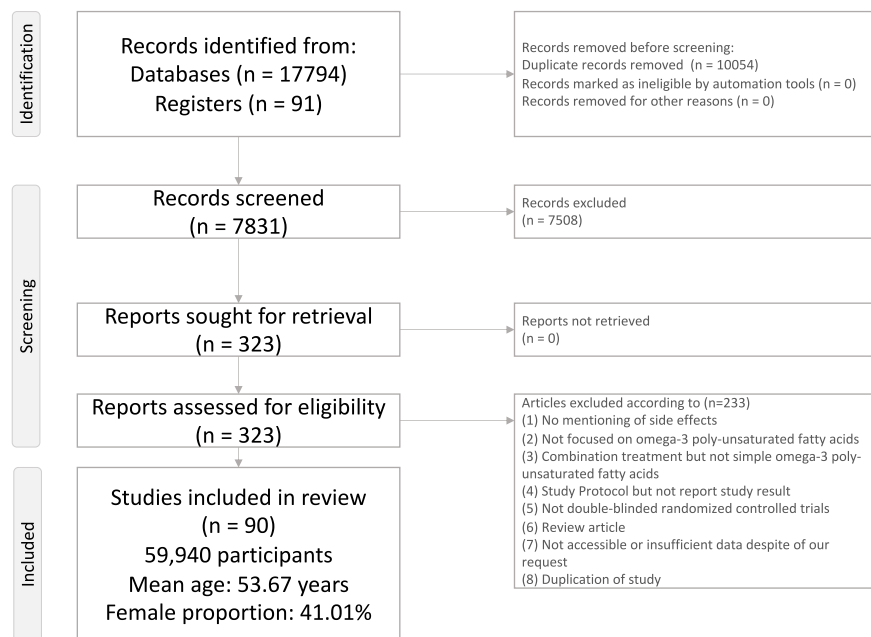 Identification
Records identified from:
Databases (n = 17794)
Registers (n = 91)
Records removed before screening:
Duplicate records removed  (n = 10054)
Records marked as ineligible by automation tools (n = 0)
Records removed for other reasons (n = 0)
Screening
Records screened
(n = 7831)
Records excluded
(n = 7508)
Reports sought for retrieval
(n = 323)
Reports not retrieved
(n = 0)
Reports assessed for eligibility
(n = 323)
Articles excluded according to (n=233)
(1) No mentioning of side effects
(2) Not focused on omega-3 poly-unsaturated fatty acids
(3) Combination treatment but not simple omega-3 poly-
unsaturated fatty acids
(4) Study Protocol but not report study result
(5) Not double-blinded randomized controlled trials
(6) Review article
(7) Not accessible or insufficient data despite of our
request
(8) Duplication of study
Included
Studies included in review
(n = 90)
59,940 participants
Mean age: 53.67 years
Female proportion: 41.01%